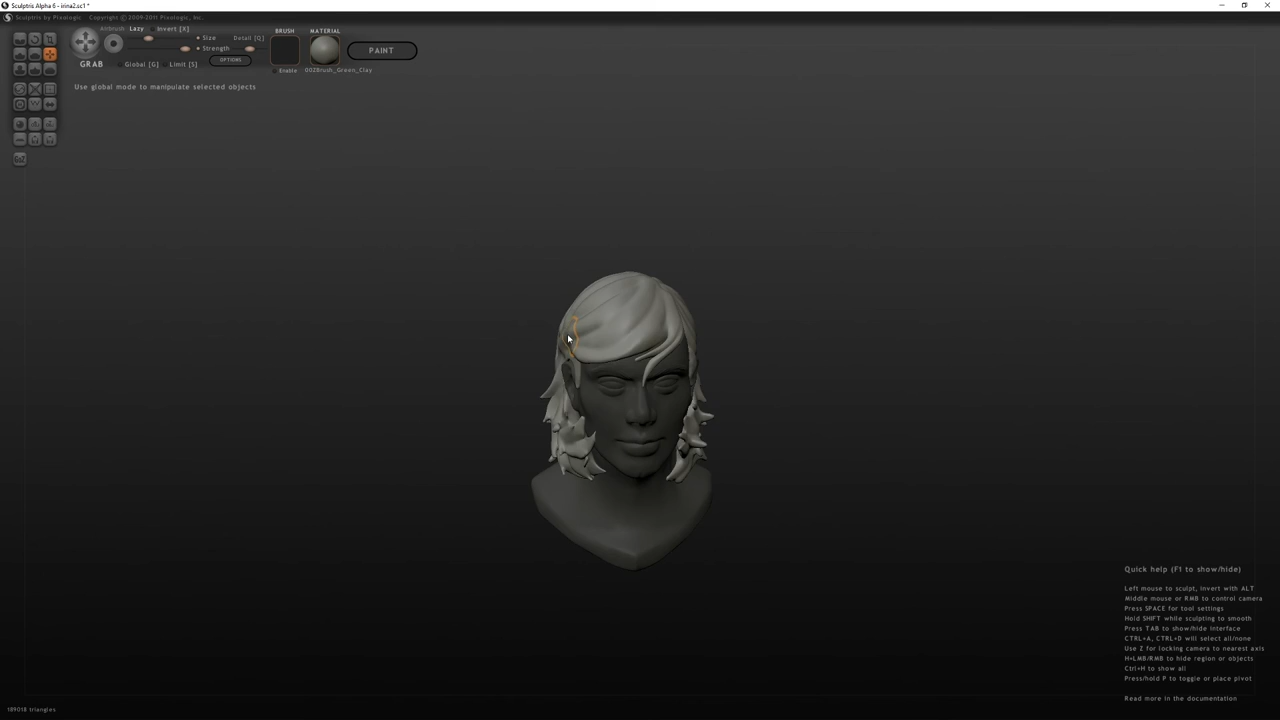 Sculptris Alpha 6 - irina2.sc1 *
Sculptris by Pixologic, Copyright © 2009-2011 Pixologic, Inc.
Airbrush Lazy Invert [X]
Size Detail [Q]
Strength
GRAB
Global [G] Limit [S] OPTIONS
BRUSH
Enable
MATERIAL
002Brush_Green_Clay
PAINT
Use global mode to manipulate selected objects
GoZ
Quick help (F1 to show/hide)
Left mouse to sculpt, invert with ALT
Middle mouse or RMB to control camera
Press SPACE for tool settings
Hold SHIFT while sculpting to smooth
Press TAB to show/hide interface
CTRL+A, CTRL+D will select all/none
Use Z for locking camera to nearest axis
H+LMB/RMB to hide region or objects
Ctrl+H to show all
Press/hold P to toggle or place pivot
Read more in the documentation
189018 triangles